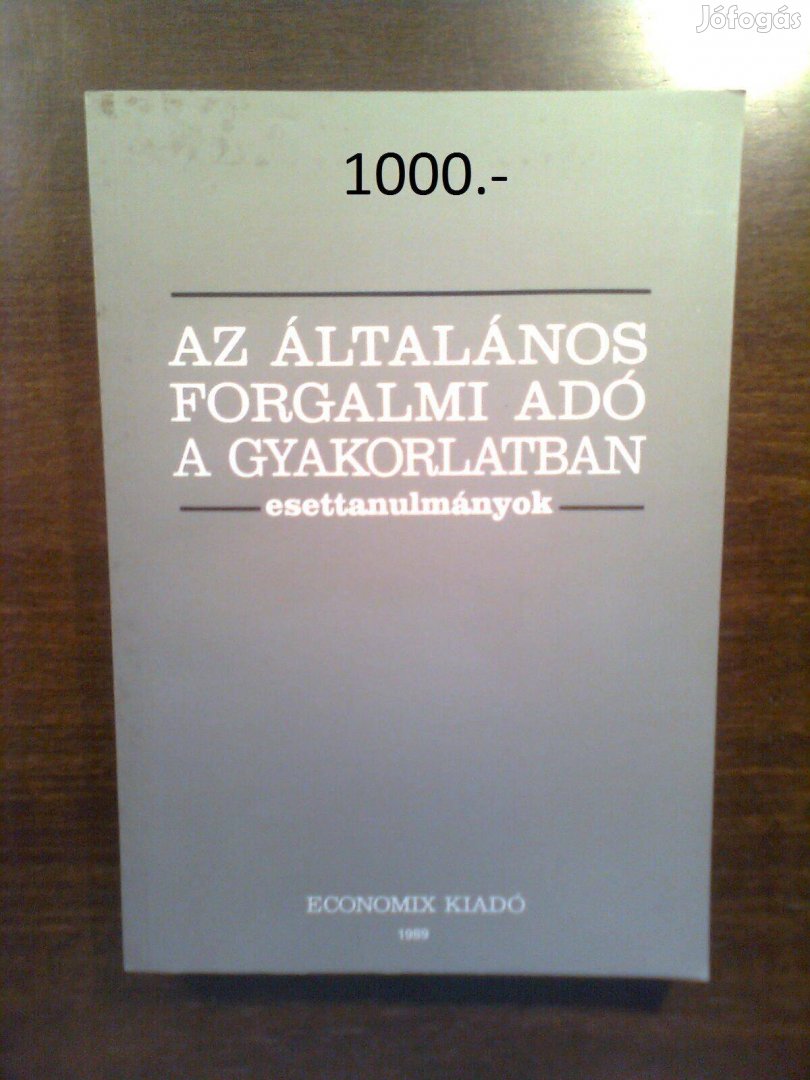 Jófogás
1000.-
AZ ÁLTALÁNOS
FORGALMI ADÓ
A GYAKORLATBAN
esettanulmányok
ECONOMIX KIADÓ
1989